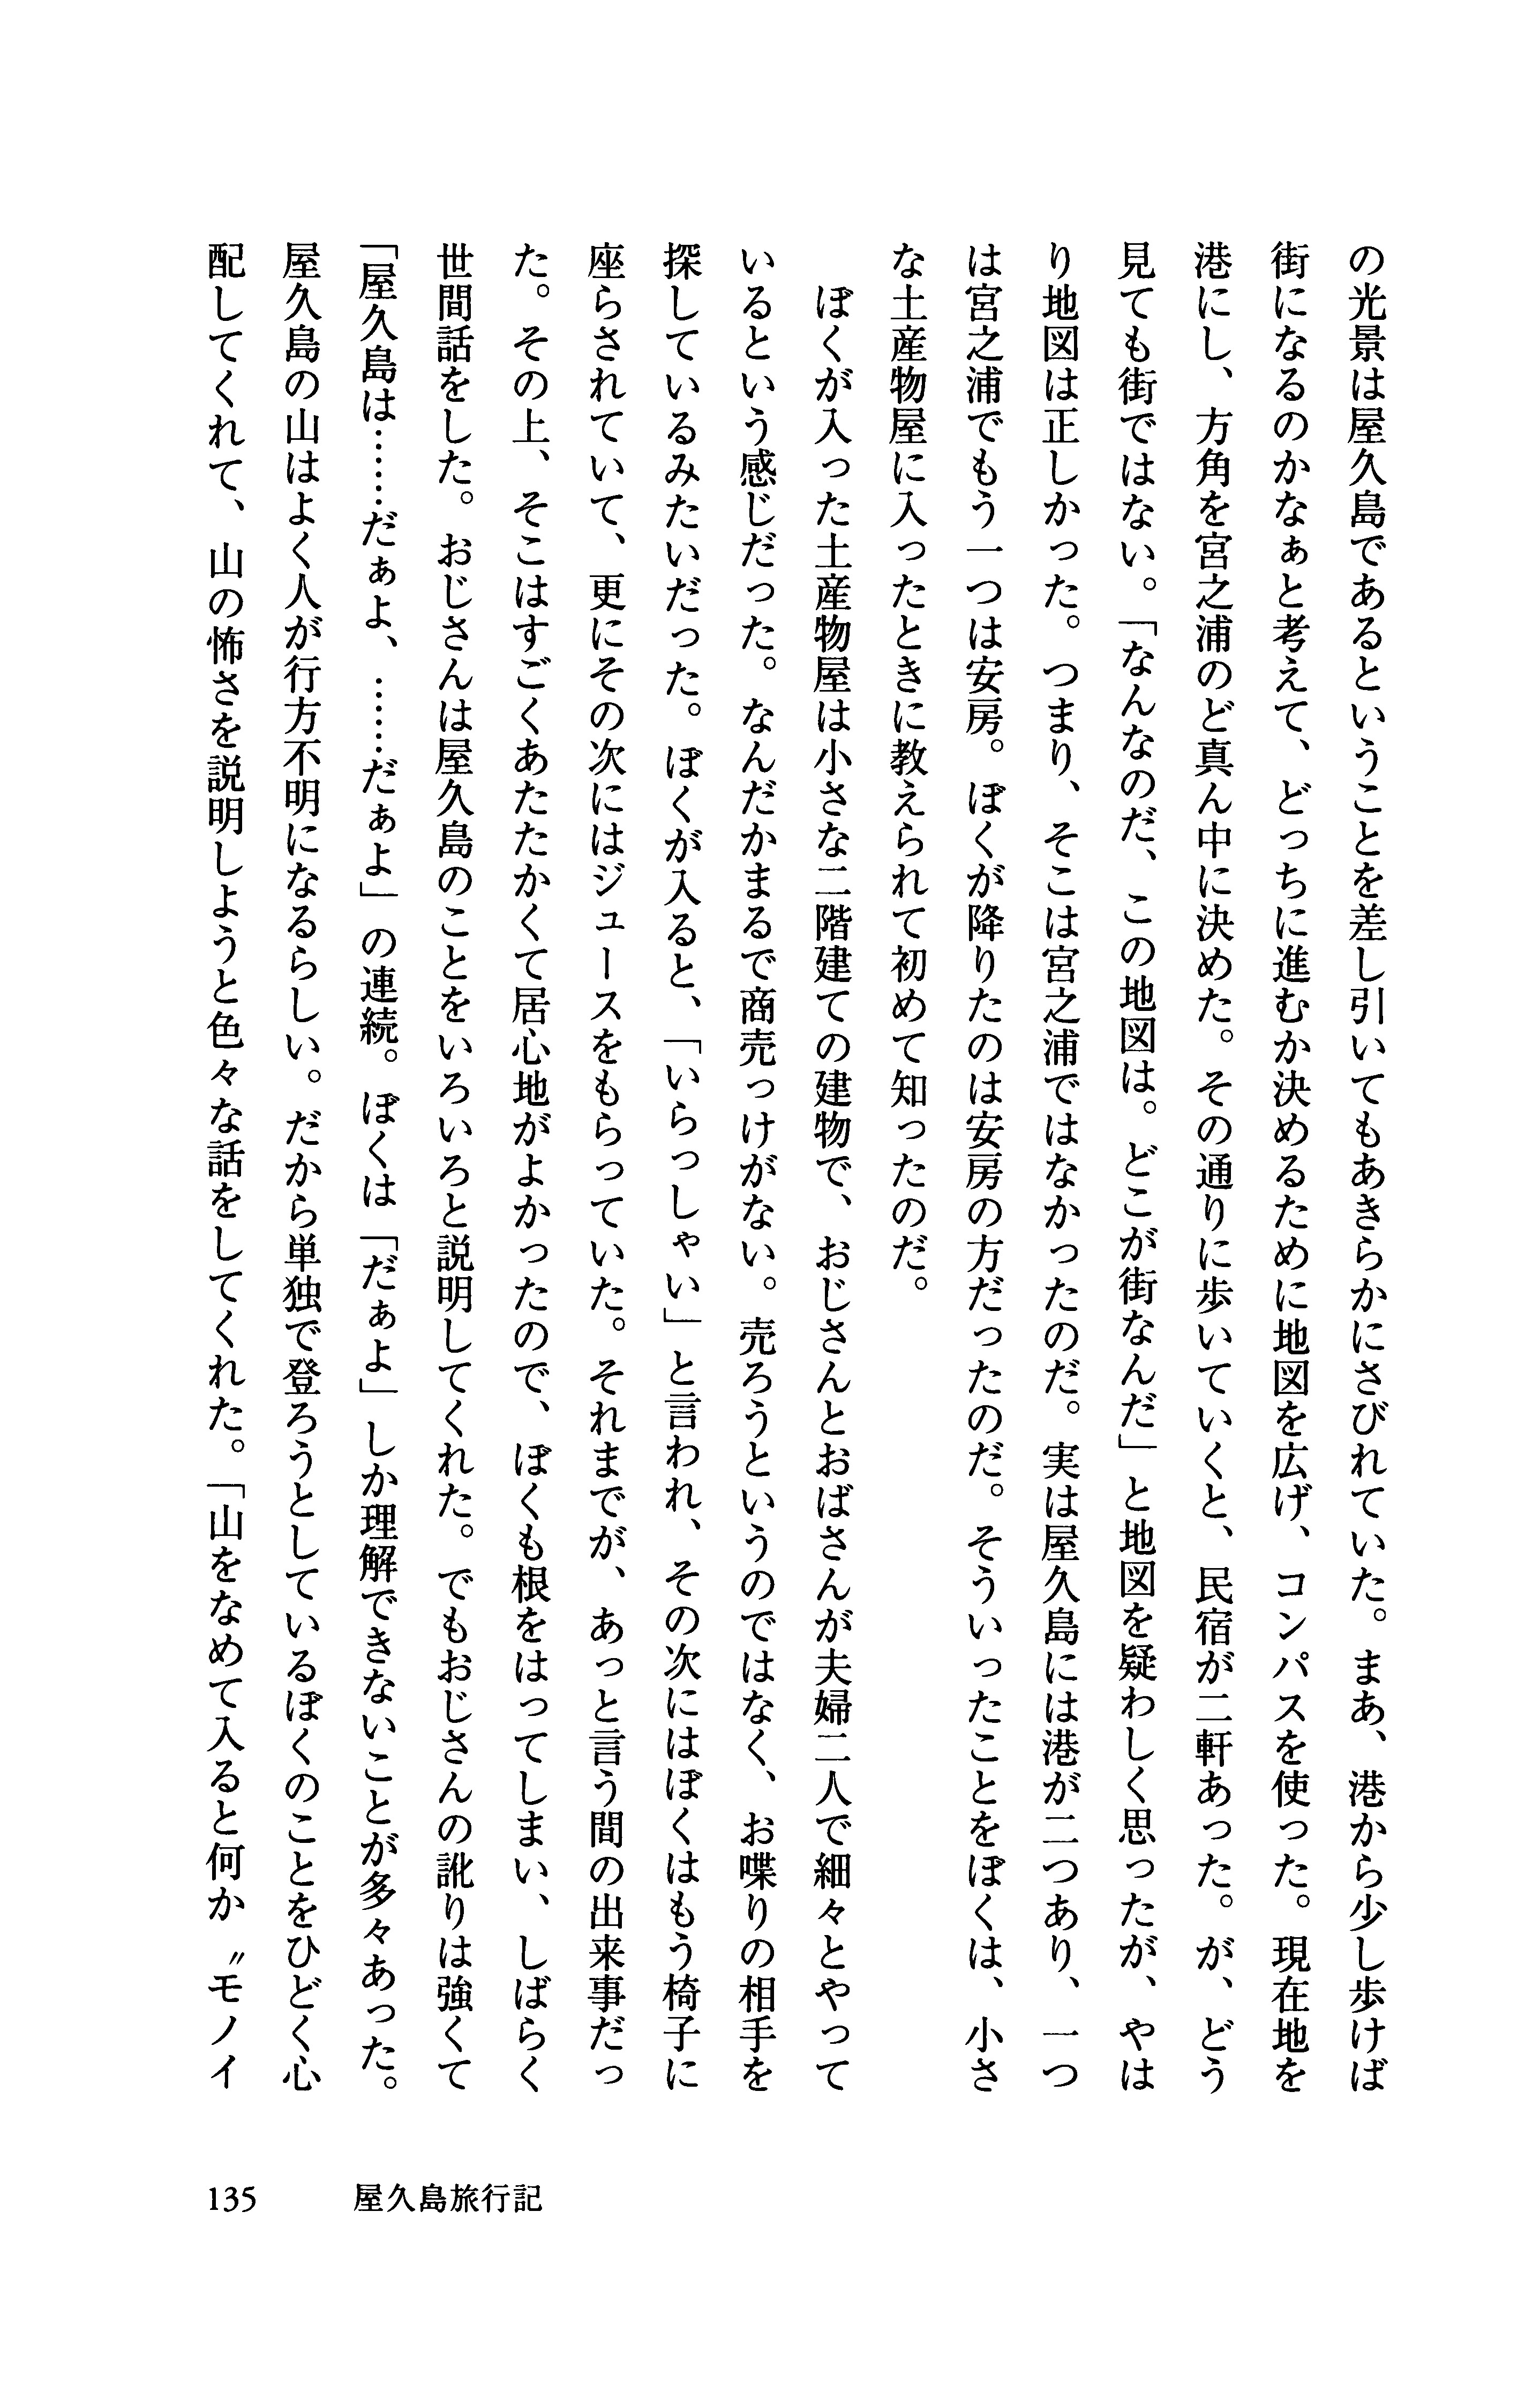 の光景は屋久島であるということを差し引いてもあきらかにさびれていた。まあ、港から少し歩けば
街になるのかなぁと考えて、どっちに進むか決めるために地図を広げ、コンパスを使った。現在地を
港にし、方角を宮之浦のど真ん中に決めた。その通りに歩いていくと、民宿が二軒あった。が、どう
見ても街ではない。「なんなのだ、この地図は。どこが街なんだ」と地図を疑わしく思ったが、やは
り地図は正しかった。つまり、そこは宮之浦ではなかったのだ。実は屋久島には港が二つあり、一つ
は宮之浦でもう一つは安房。ぼくが降りたのは安房の方だったのだ。そういったことをぼくは、小さ
な土産物屋に入ったときに教えられて初めて知ったのだ。
　ぼくが入った土産物屋は小さな二階建ての建物で、おじさんとおばさんが夫婦二人で細々とやって
いるという感じだった。なんだかまるで商売っけがない。売ろうというのではなく、お喋りの相手を
探しているみたいだった。ぼくが入ると、「いらっしゃい」と言われ、その次にはぼくはもう椅子に
座らされていて、更にその次にはジュースをもらっていた。それまでが、あっと言う間の出来事だっ
た。その上、そこはすごくあたたかくて居心地がよかったので、ぼくも根をはってしまい、しばらく
世間話をした。おじさんは屋久島のことをいろいろと説明してくれた。でもおじさんの訛りは強くて
「屋久島は……だぁよ、……だぁよ」の連続。ぼくは「だぁよ」しか理解できないことが多々あった。
屋久島の山はよく人が行方不明になるらしい。だから単独で登ろうとしているぼくのことをひどく心
配してくれて、山の怖さを説明しようと色々な話をしてくれた。「山をなめて入ると何か〝モノイ
135　屋久島旅行記